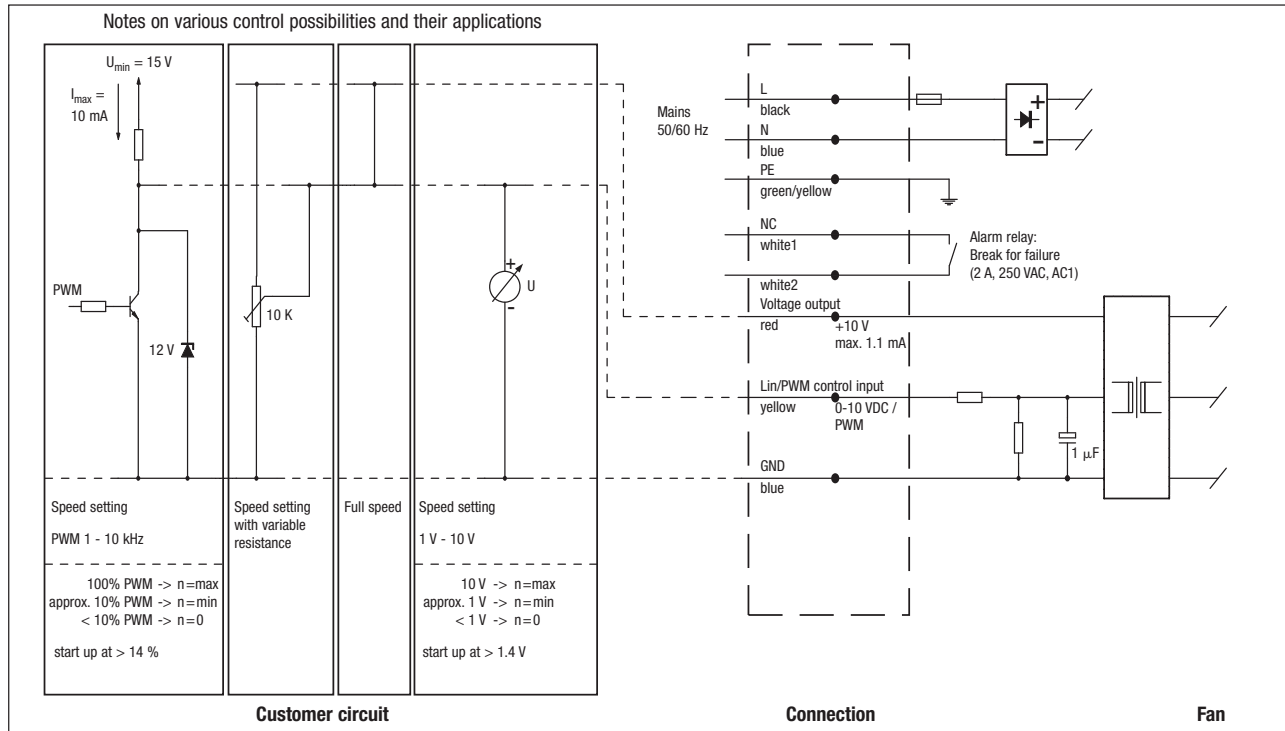 Notes on various control possibilities and their applications
U_min = 15 V
I_max =
10 mA
PWM
12 V
Speed setting
PWM 1 - 10 kHz
100% PWM -> n=max
approx. 10% PWM -> n=min
< 10% PWM -> n=0
start up at > 14 %
10 K
Speed setting
with variable
resistance
Full speed
+
U
-
Speed setting
1 V - 10 V
10 V -> n=max
approx. 1 V -> n=min
< 1 V -> n=0
start up at > 1.4 V
Customer circuit
Mains
50/60 Hz
L
black
N
blue
PE
green/yellow
NC
white1
white2
Voltage output
red
+10 V
max. 1.1 mA
Lin/PWM control input
yellow
0-10 VDC /
PWM
GND
blue
Connection
+
-
Alarm relay:
Break for failure
(2 A, 250 VAC, AC1)
1 μF
Fan